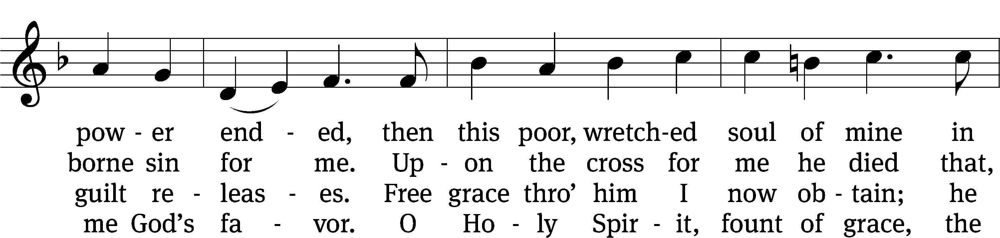 pow - er end - ed, then this poor, wretch-ed soul of mine in
borne sin for me. Up - on the cross for me he died that,
guilt re - leas - es. Free grace thro’ him I now ob - tain; he
me God’s fa - vor. O Ho - ly Spir - it, fount of grace, the